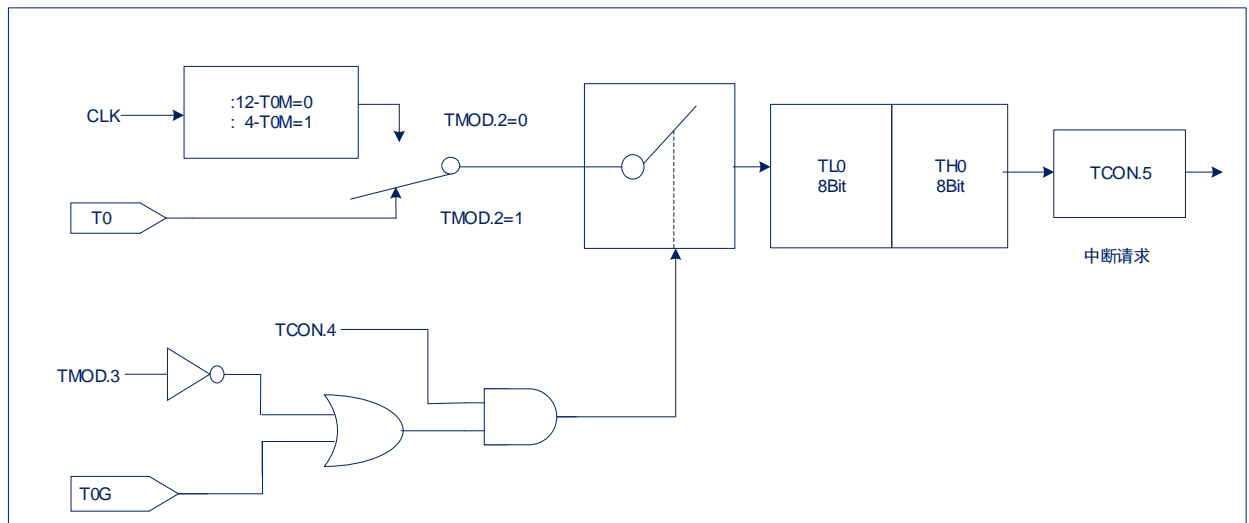 :12-T0M=0
: 4-T0M=1
CLK
TMOD.2=0
T0
TMOD.2=1
TL0
8Bit
TH0
8Bit
TCON.5
中断请求
TCON.4
TMOD.3
T0G